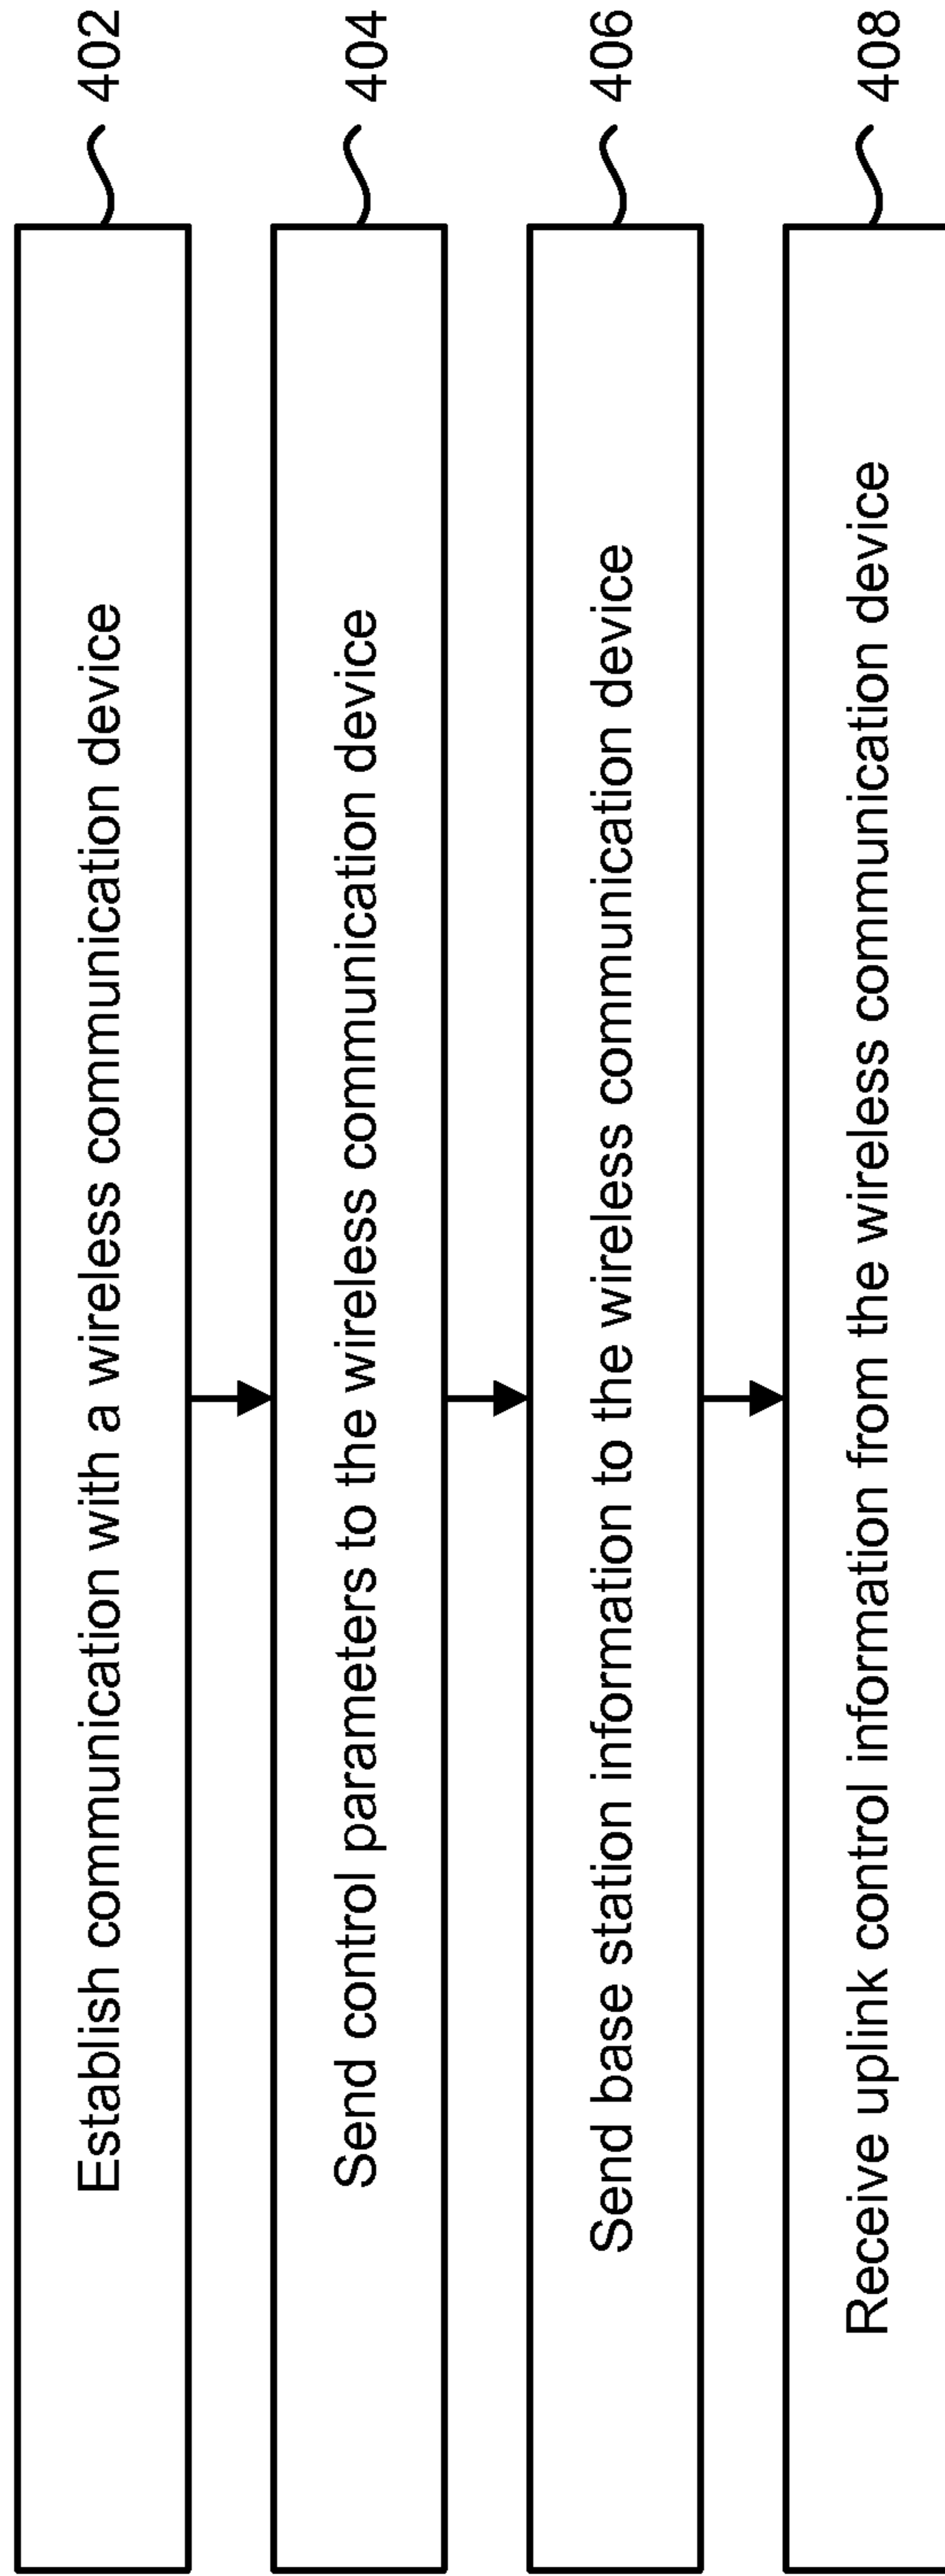 Establish communication with a wireless communication device
402
Send control parameters to the wireless communication device
404
Send base station information to the wireless communication device
406
Receive uplink control information from the wireless communication device
408